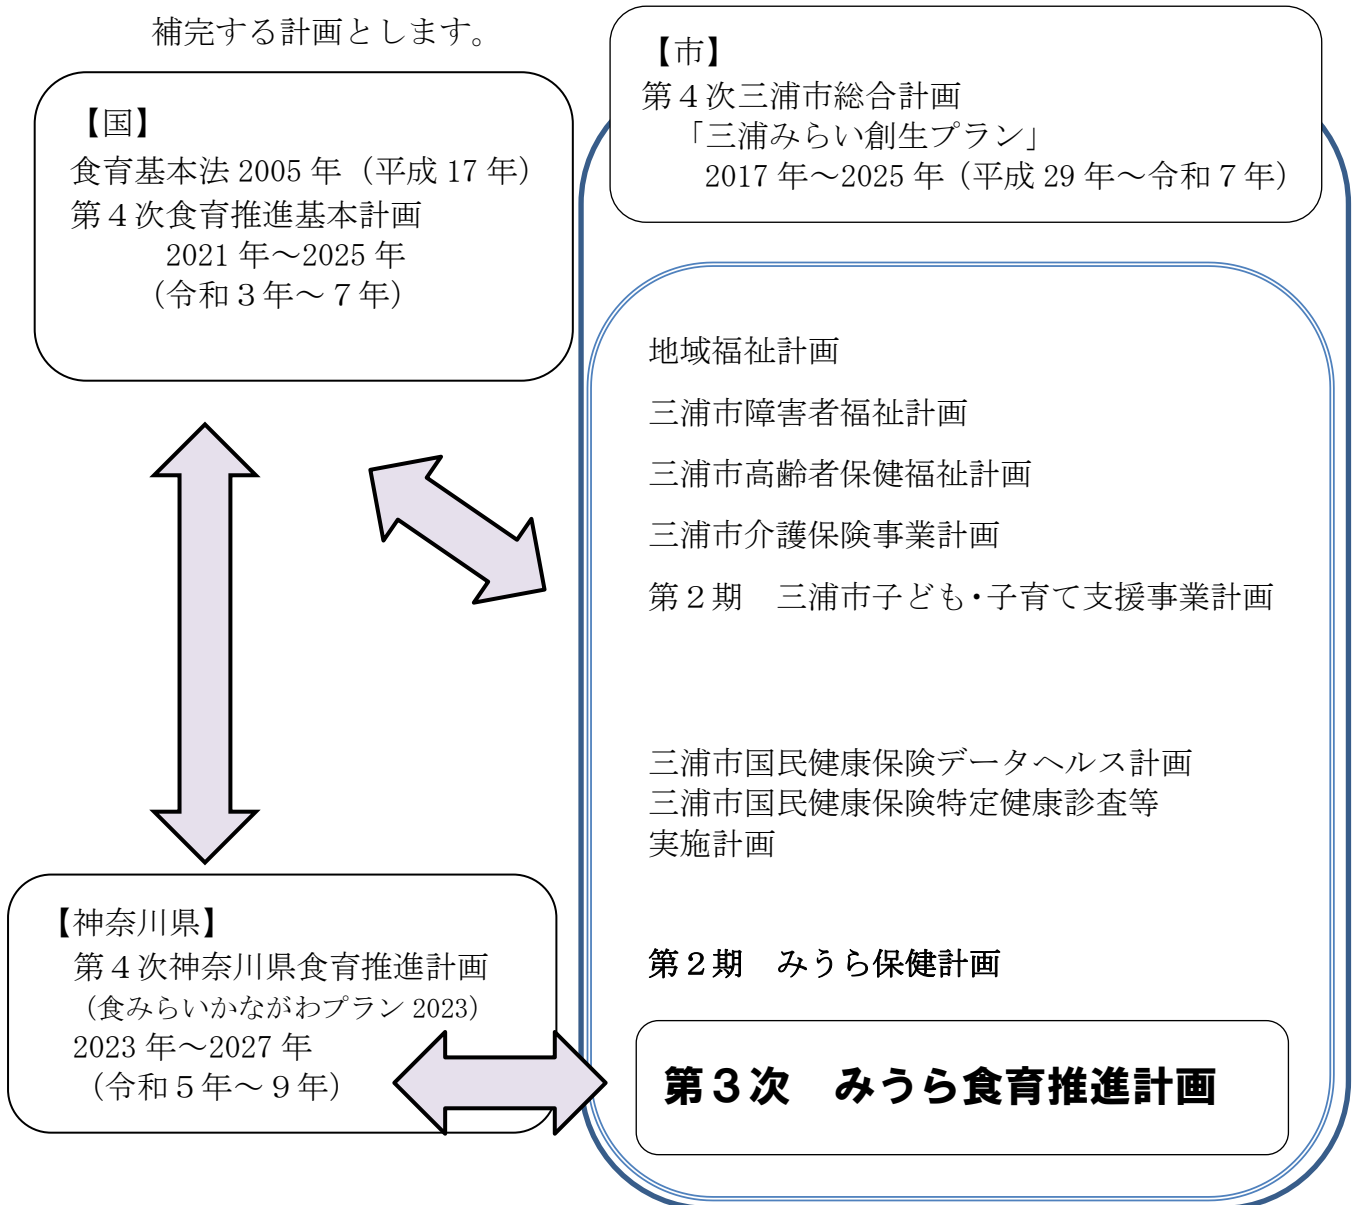 補完する計画とします。
【国】
食育基本法 2005 年（平成 17 年）
第４次食育推進基本計画
2021 年～2025 年
（令和３年～７年）
【市】
第４次三浦市総合計画
「三浦みらい創生プラン」
2017 年～2025 年（平成 29 年～令和７年）
地域福祉計画
三浦市障害者福祉計画
三浦市高齢者保健福祉計画
三浦市介護保険事業計画
第２期　三浦市子ども・子育て支援事業計画
三浦市国民健康保険データヘルス計画
三浦市国民健康保険特定健康診査等
実施計画
第２期　みうら保健計画
第３次　みうら食育推進計画
【神奈川県】
第４次神奈川県食育推進計画
（食みらいかながわプラン 2023）
2023 年～2027 年
（令和５年～９年）